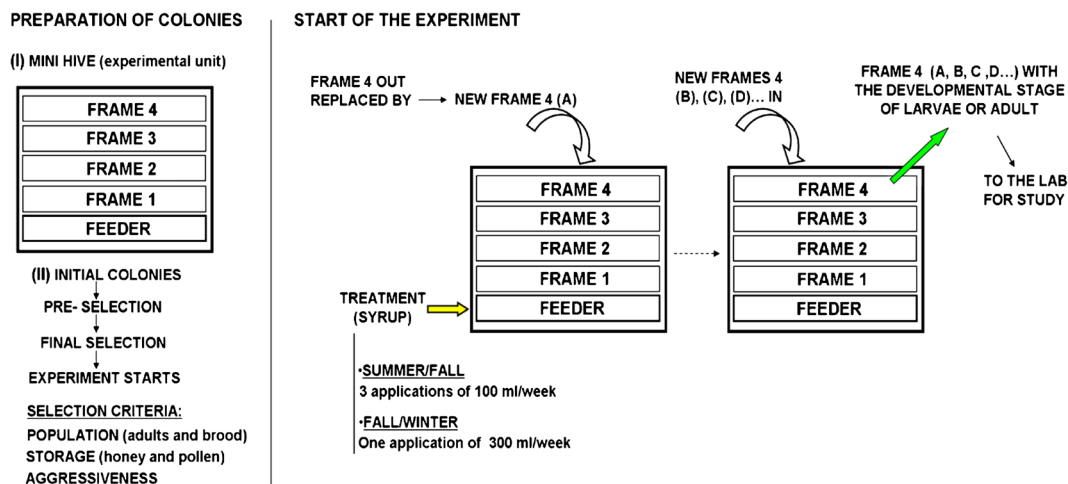 PREPARATION OF COLONIES
(I) MINI HIVE (experimental unit)
FRAME 4
FRAME 3
FRAME 2
FRAME 1
FEEDER
(II) INITIAL COLONIES
PRE- SELECTION
FINAL SELECTION
EXPERIMENT STARTS
SELECTION CRITERIA:
POPULATION (adults and brood)
STORAGE (honey and pollen)
AGGRESSIVENESS
START OF THE EXPERIMENT
FRAME 4 OUT
REPLACED BY
NEW FRAME 4 (A)
FRAME 4
FRAME 3
FRAME 2
FRAME 1
FEEDER
TREATMENT
(SYRUP)
•SUMMER/FALL
3 applications of 100 ml/week
•FALL/WINTER
One application of 300 ml/week
NEW FRAMES 4
(B), (C), (D)... IN
FRAME 4
FRAME 3
FRAME 2
FRAME 1
FEEDER
FRAME 4 (A, B, C ,D...) WITH
THE DEVELOPMENTAL STAGE
OF LARVAE OR ADULT
TO THE LAB
FOR STUDY